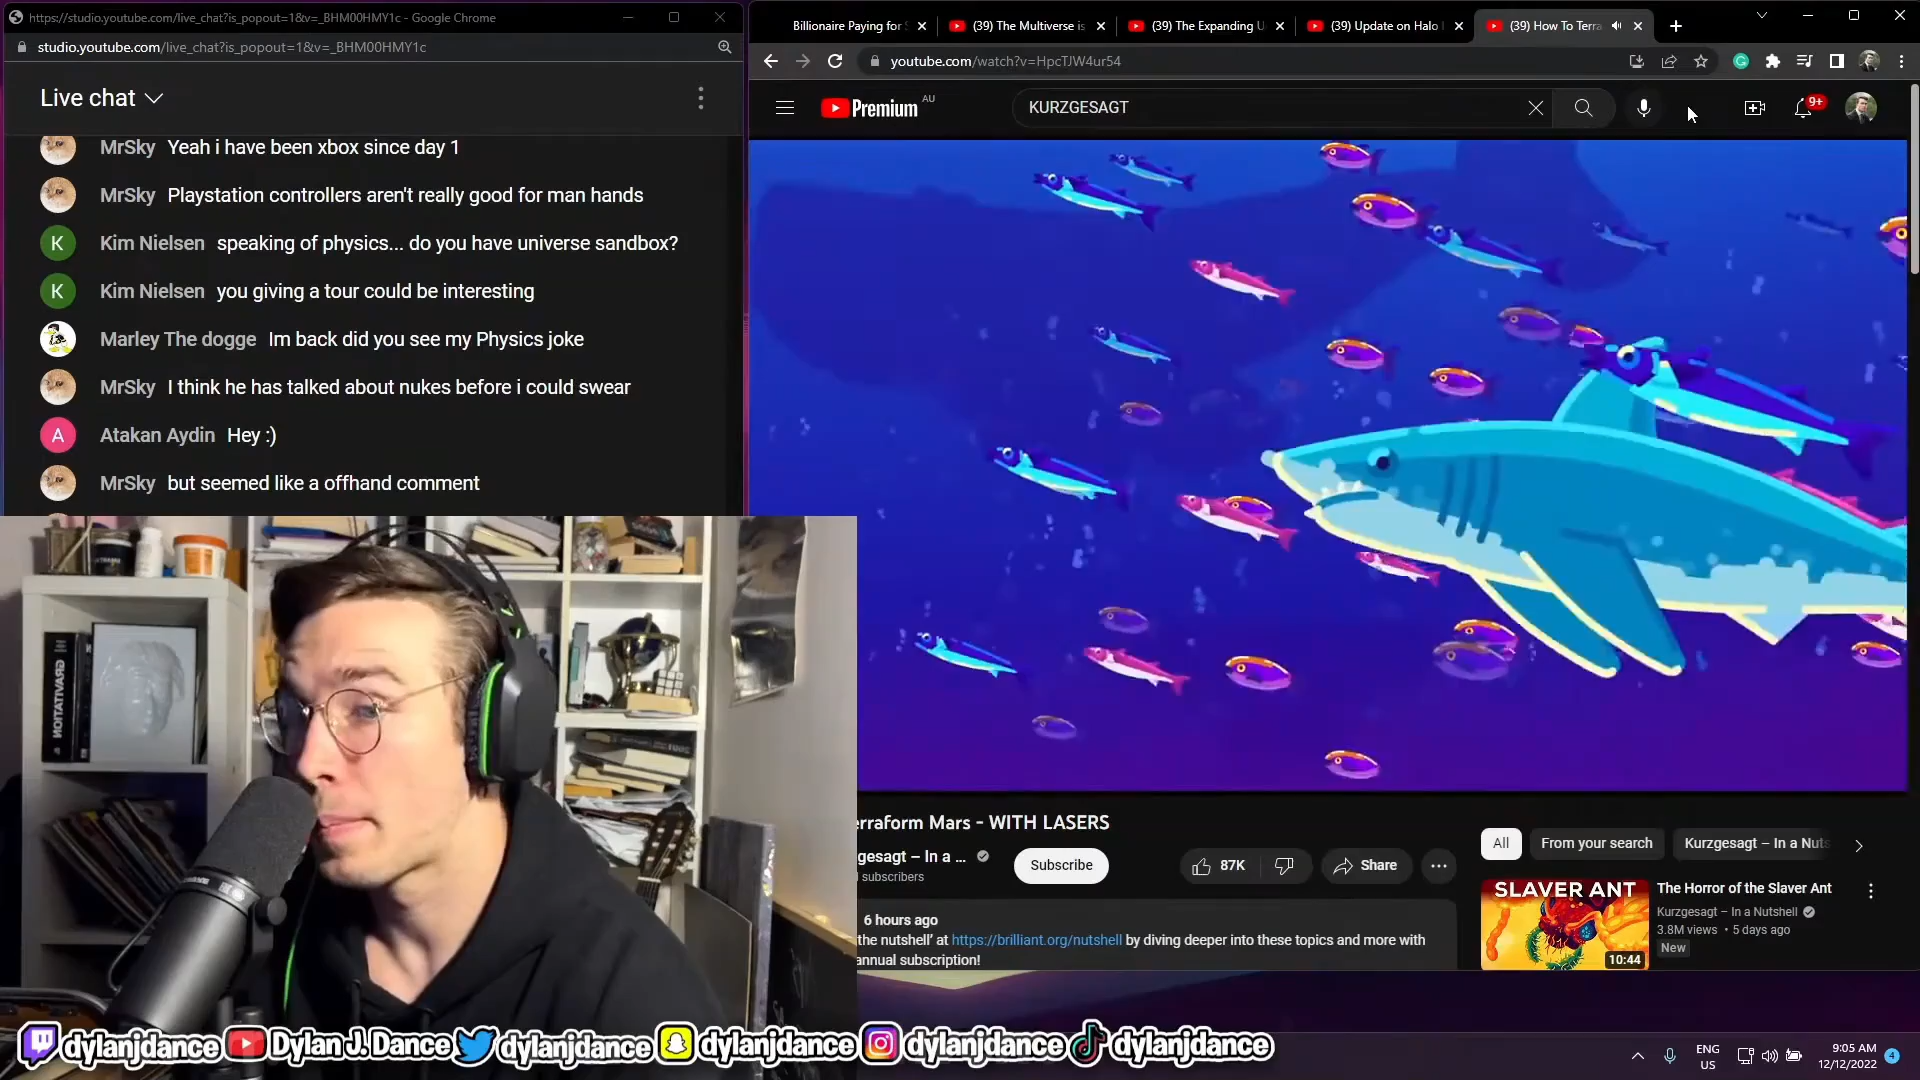 https://studio.youtube.com/live_chat?is_popout=1&v=_BHM00HMY1c - Google Chrome
studio.youtube.com/live_chat?is_popout=1&v=_BHM00HMY1c
Live chat
MrSky Yeah i have been xbox since day 1
MrSky Playstation controllers aren't really good for man hands
K Kim Nielsen speaking of physics... do you have universe sandbox?
K Kim Nielsen you giving a tour could be interesting
Marley The dogge Im back did you see my Physics joke
MrSky I think he has talked about nukes before i could swear
A Atakan Aydin Hey :)
MrSky but seemed like a offhand comment
Billionaire Paying for
(39) The Multiverse is
(39) The Expanding U
(39) Update on Halo
(39) How To Terra
youtube.com/watch?v=HpcTJW4ur54
Premium AU
KURZGESAGT
9+
GRAVITATION
erraform Mars - WITH LASERS
gesagt – In a ...
subscribers
Subscribe
87K
Share
6 hours ago
the nutshell' at https://brilliant.org/nutshell by diving deeper into these topics and more with
annual subscription!
All
From your search
Kurzgesagt – In a Nuts
SLAVER ANT
10:44
The Horror of the Slaver Ant
Kurzgesagt – In a Nutshell
3.8M views • 5 days ago
New
dylanjdance
Dylan J. Dance
dylanjdance
dylanjdance
dylanjdance
dylanjdance
ENG
US
9:05 AM
12/12/2022
4